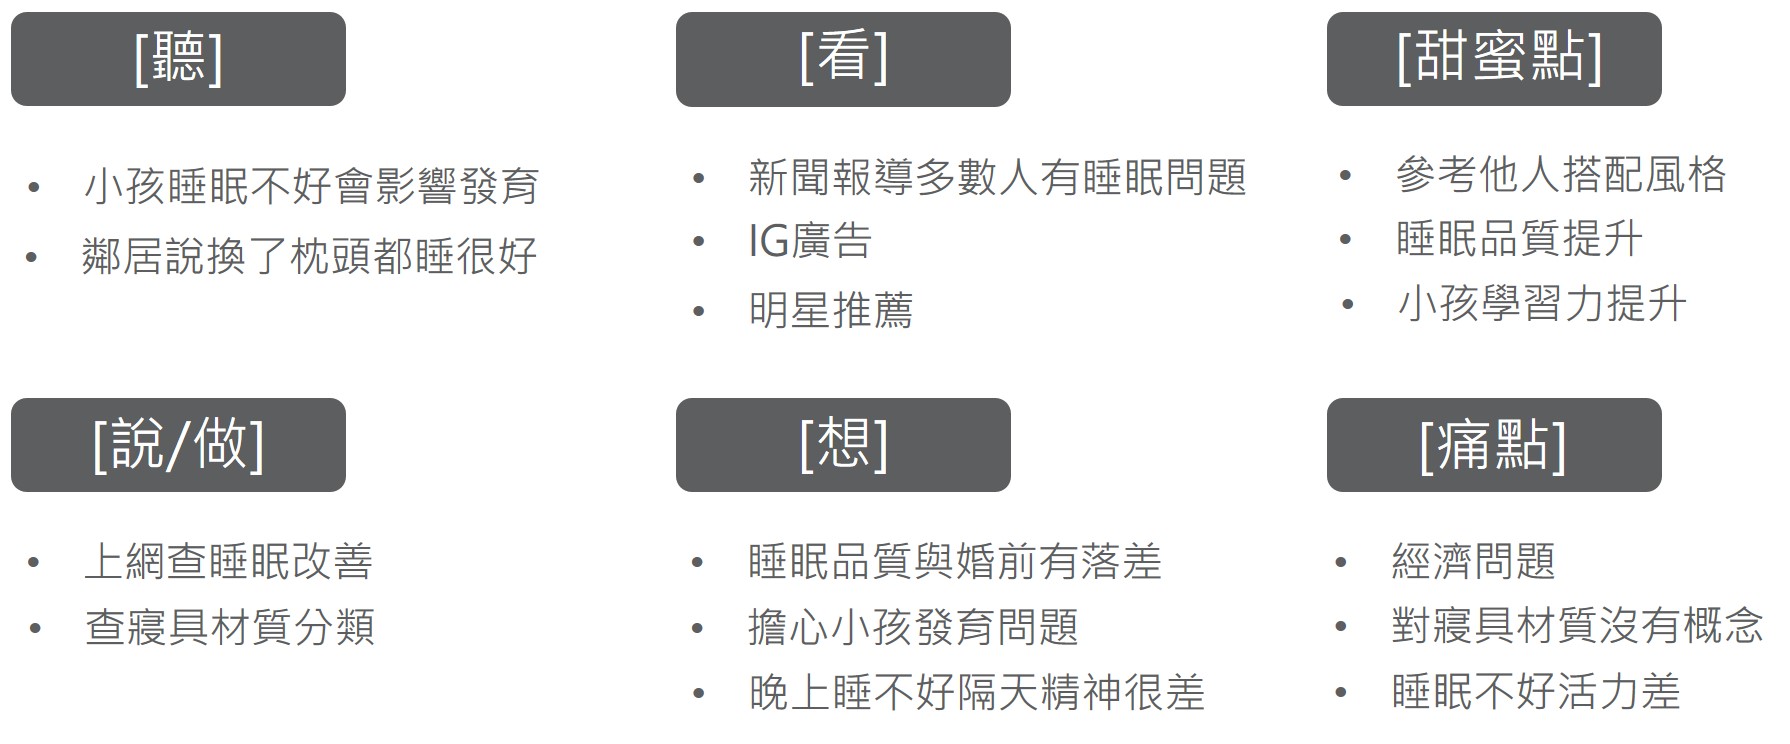 [聽]
• 小孩睡眠不好會影響發育
• 鄰居說換了枕頭都睡很好
[看]
• 新聞報導多數人有睡眠問題
• IG廣告
• 明星推薦
[甜蜜點]
• 參考他人搭配風格
• 睡眠品質提升
• 小孩學習力提升
[說/做]
• 上網查睡眠改善
• 查寢具材質分類
[想]
• 睡眠品質與婚前有落差
• 擔心小孩發育問題
• 晚上睡不好隔天精神很差
[痛點]
• 經濟問題
• 對寢具材質沒有概念
• 睡眠不好活力差